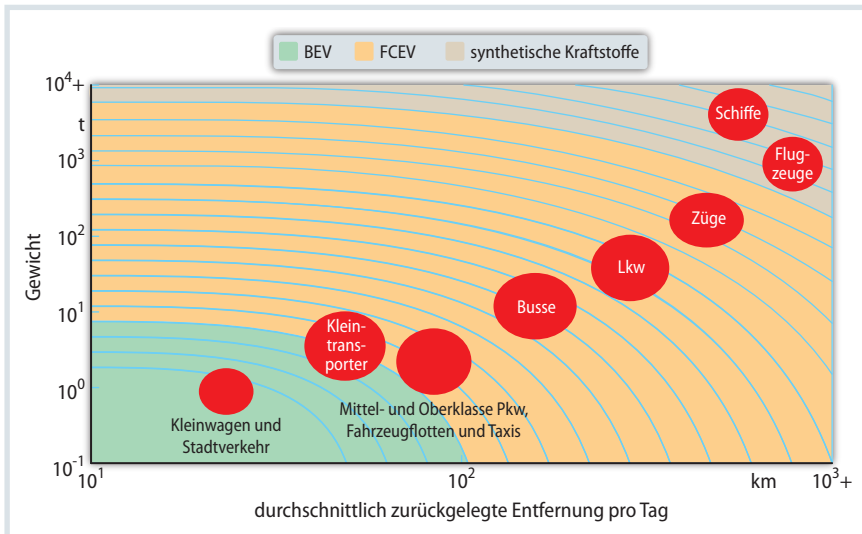 BEV FCEV synthetische Kraftstoffe
10⁴+
t
10³
10²
10¹
10⁰
10⁻¹
Gewicht
Schiffe
Flug-
zeuge
Züge
Lkw
Busse
Klein-
trans-
porter
Kleinwagen und
Stadtverkehr
Mittel- und Oberklasse Pkw,
Fahrzeugflotten und Taxis
10¹ 10² km 10³+
durchschnittlich zurückgelegte Entfernung pro Tag